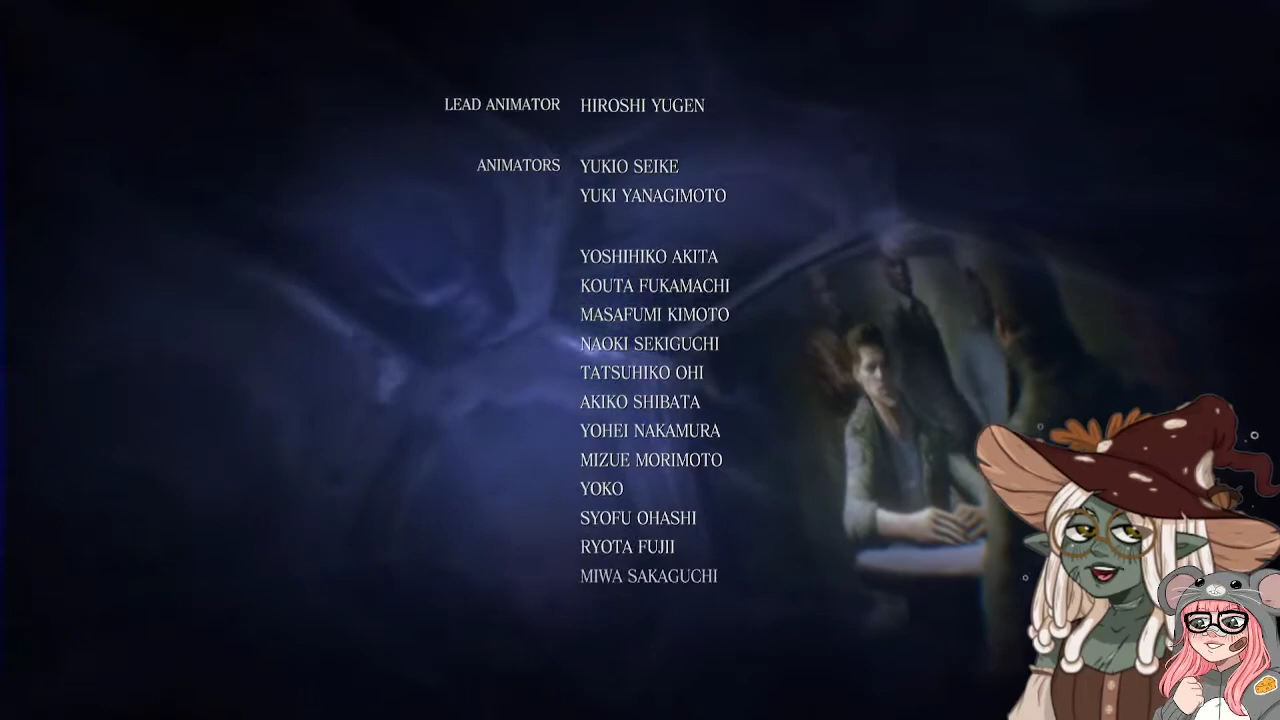 LEAD ANIMATOR HIROSHI YUGEN
ANIMATORS YUKIO SEIKE
YUKI YANAGIMOTO
YOSHIHIKO AKITA
KOUTA FUKAMACHI
MASAFUMI KIMOTO
NAOKI SEKIGUCHI
TATSUHIKO OHI
AKIKO SHIBATA
YOHEI NAKAMURA
MIZUE MORIMOTO
YOKO
SYOFU OHASHI
RYOTA FUJII
MIWA SAKAGUCHI